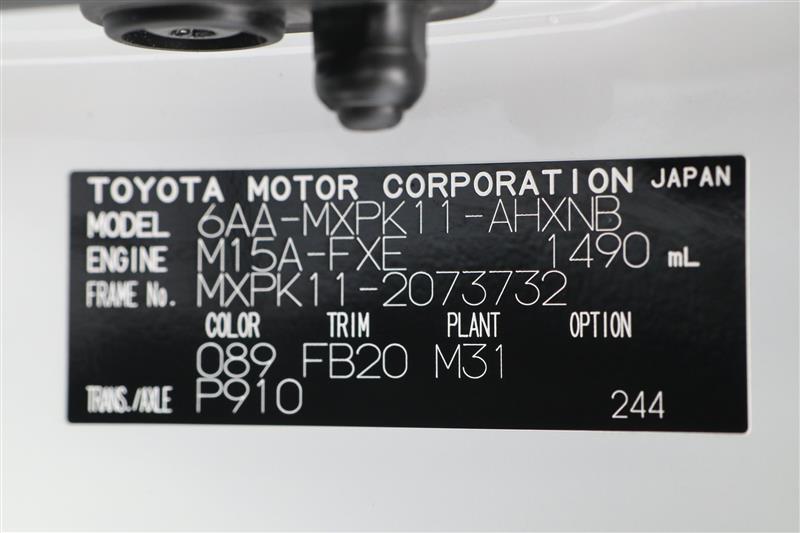 TOYOTA MOTOR CORPORATION JAPAN
MODEL 6AA-MXPK11-AHXNB
ENGINE M15A-FXE 1490 mL
FRAME No. MXPK11-2073732
COLOR TRIM PLANT OPTION
089 FB20 M31
TRANS./AXLE P910 244